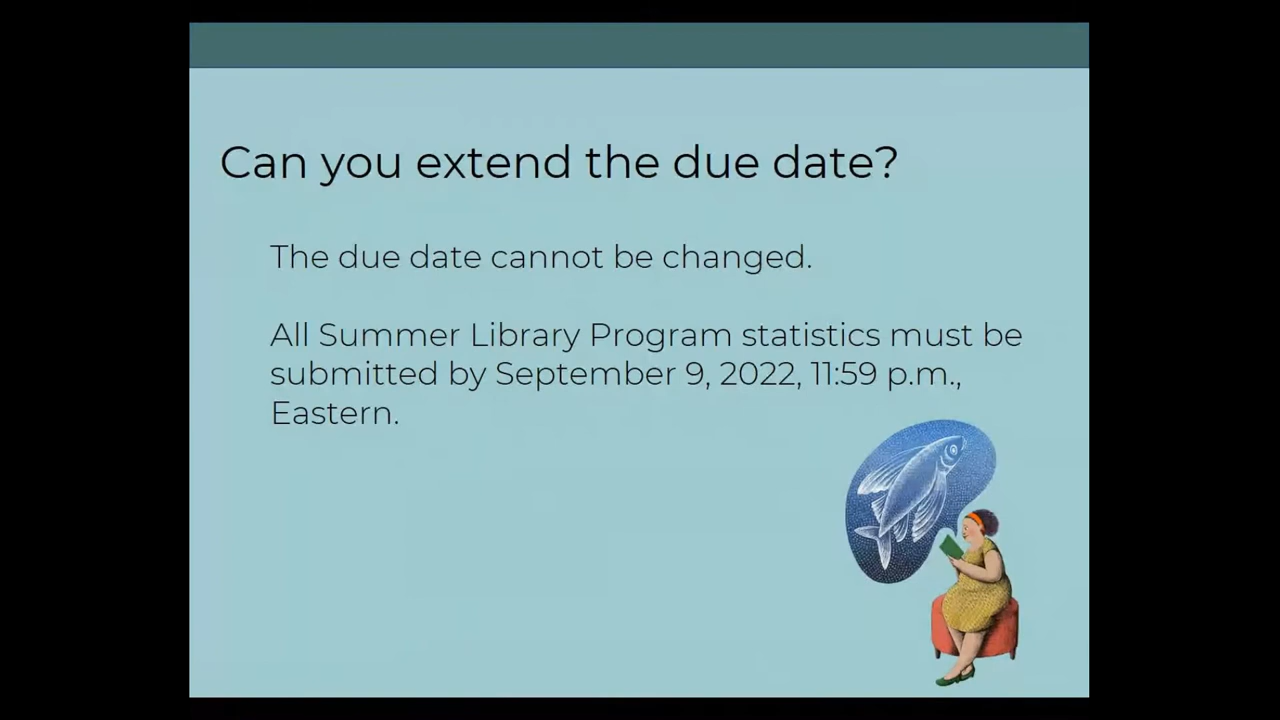 Can you extend the due date?
The due date cannot be changed.
All Summer Library Program statistics must be
submitted by September 9, 2022, 11:59 p.m.,
Eastern.